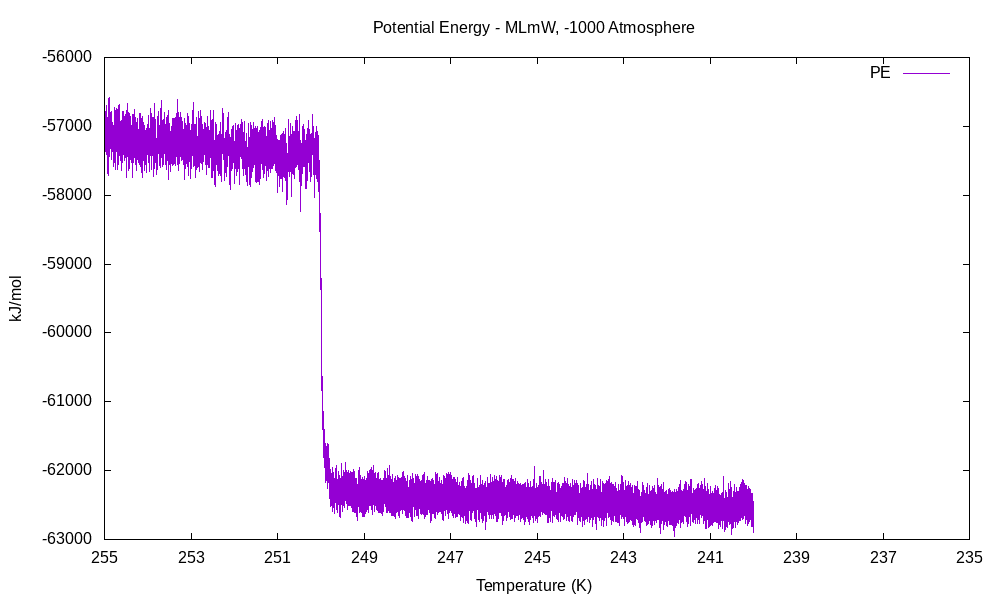 Potential Energy - MLmW, -1000 Atmosphere
-56000
PE
-57000
-58000
-59000
kJ/mol
-60000
-61000
-62000
-63000
255 253 251 249 247 245 243 241 239 237 235
Temperature (K)